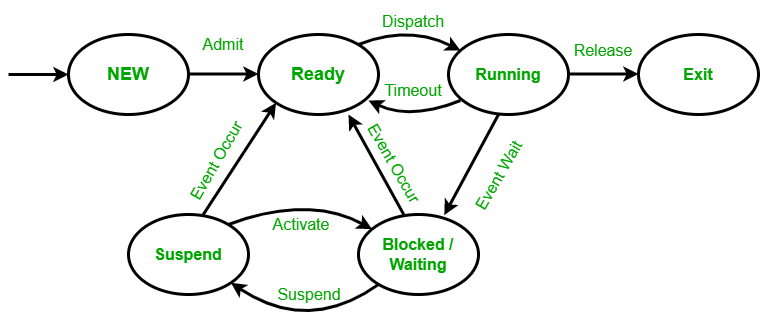 Dispatch
Admit
NEW
Ready
Running
Release
Exit
Timeout
Event Occur
Event Occur
Event Wait
Activate
Suspend
Blocked /
Waiting
Suspend